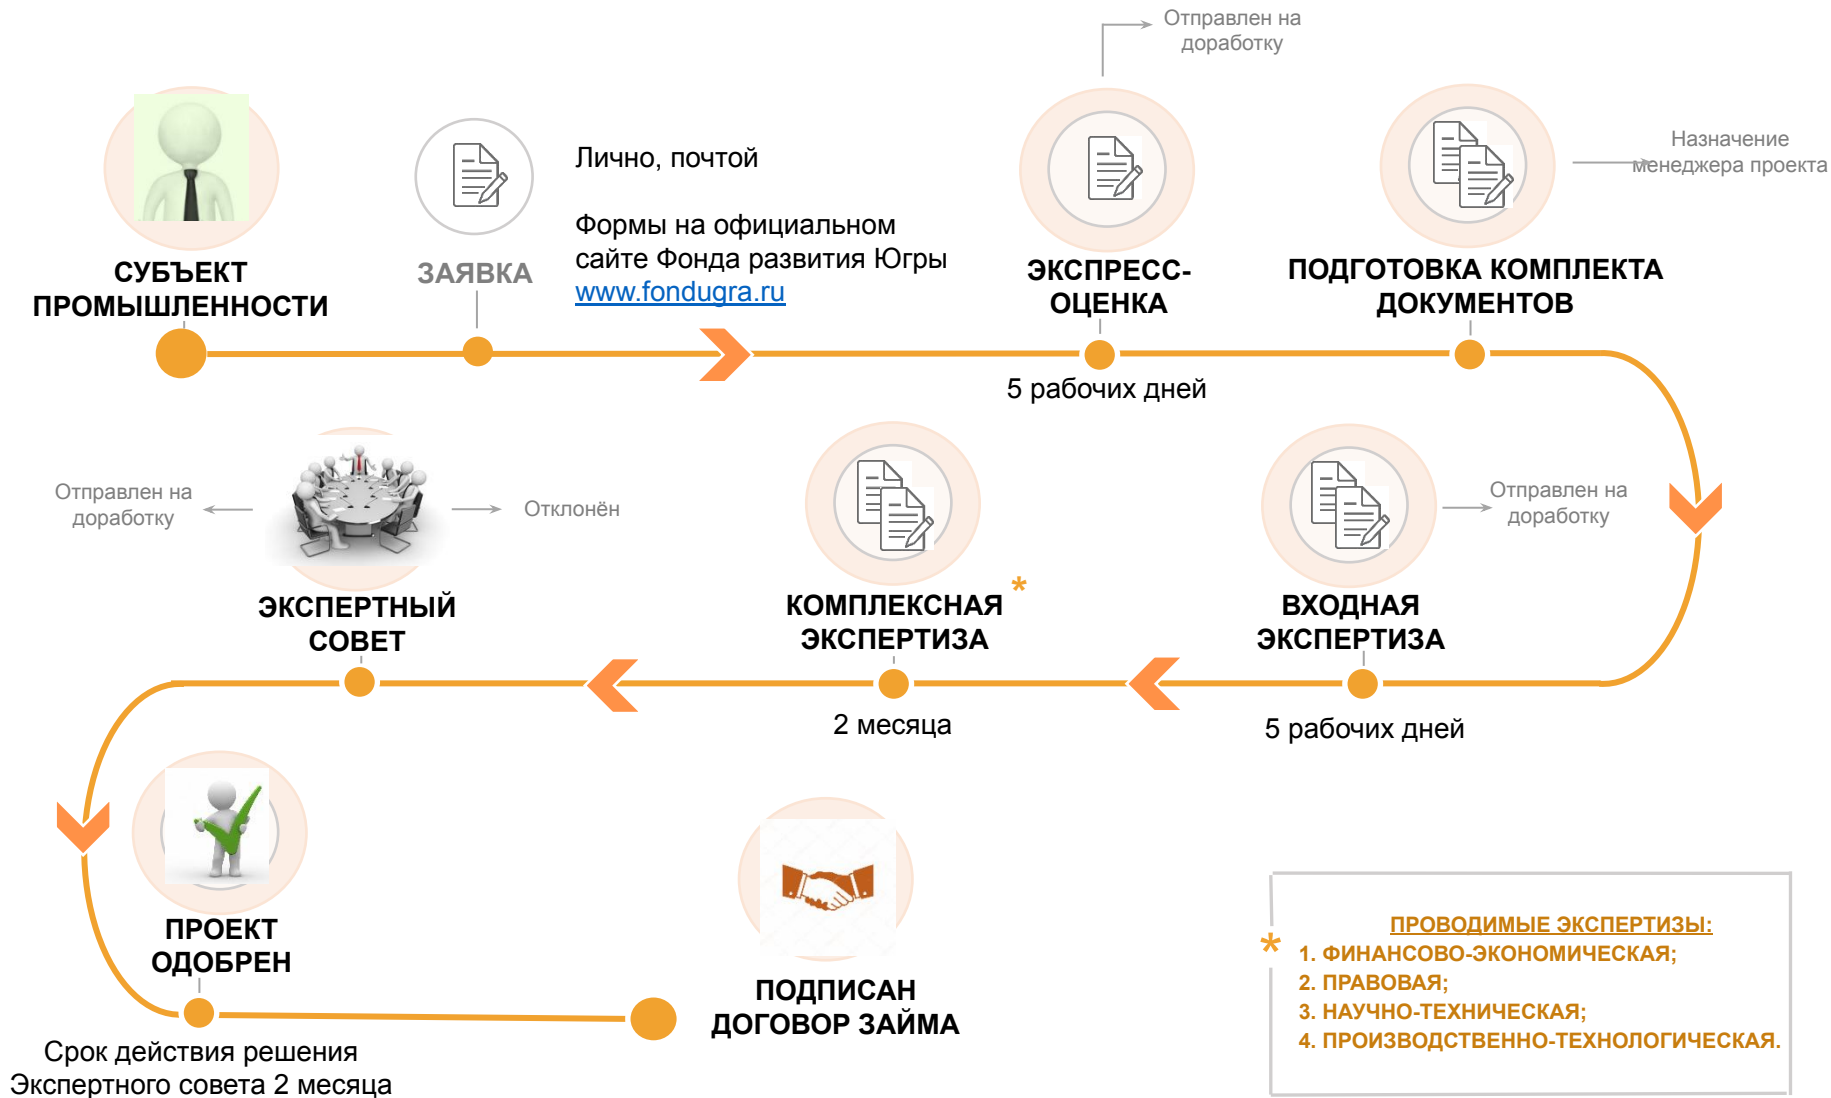 Отправлен на
доработку
СУБЪЕКТ
ПРОМЫШЛЕННОСТИ
ЗАЯВКА
Лично, почтой
Формы на официальном
сайте Фонда развития Югры
www.fondugra.ru
ЭКСПРЕСС-
ОЦЕНКА
5 рабочих дней
ПОДГОТОВКА КОМПЛЕКТА
ДОКУМЕНТОВ
Назначение
менеджера проекта
Отправлен на
доработку
Отклонён
ЭКСПЕРТНЫЙ
СОВЕТ
КОМПЛЕКСНАЯ *
ЭКСПЕРТИЗА
2 месяца
ВХОДНАЯ
ЭКСПЕРТИЗА
5 рабочих дней
Отправлен на
доработку
ПРОЕКТ
ОДОБРЕН
Срок действия решения
Экспертного совета 2 месяца
ПОДПИСАН
ДОГОВОР ЗАЙМА
*
ПРОВОДИМЫЕ ЭКСПЕРТИЗЫ:
1. ФИНАНСОВО-ЭКОНОМИЧЕСКАЯ;
2. ПРАВОВАЯ;
3. НАУЧНО-ТЕХНИЧЕСКАЯ;
4. ПРОИЗВОДСТВЕННО-ТЕХНОЛОГИЧЕСКАЯ.